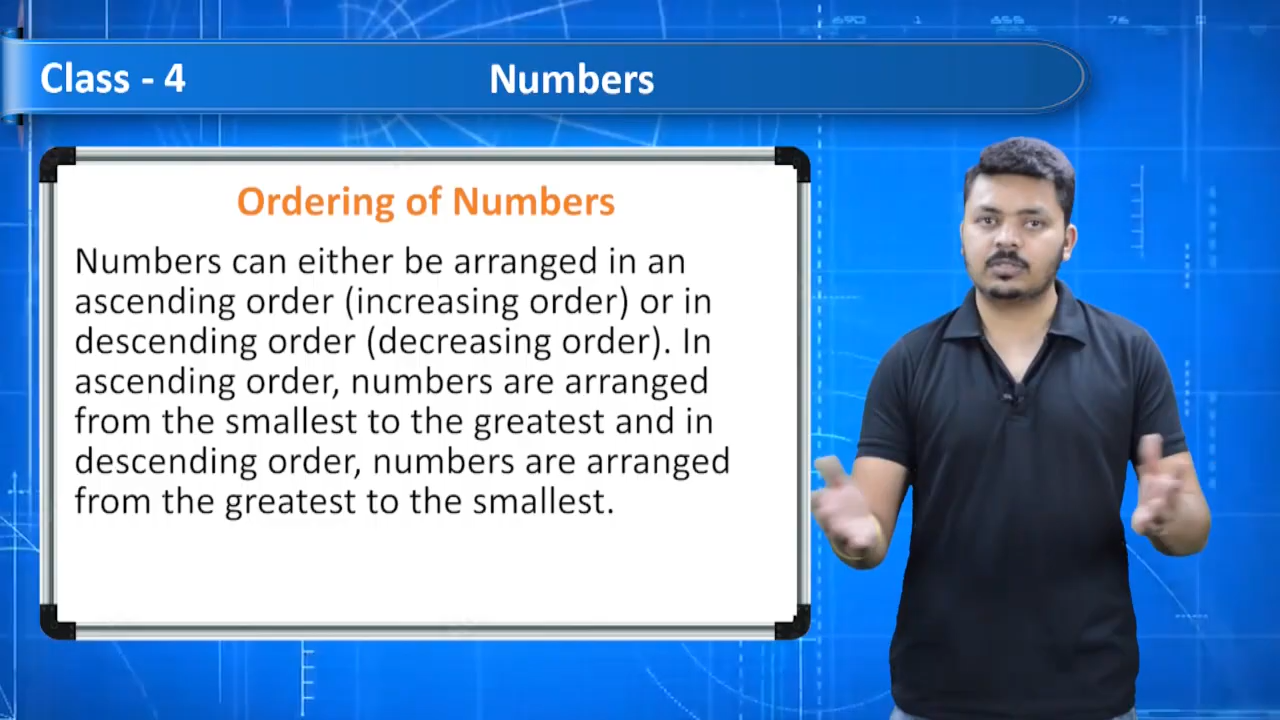 Class - 4
Numbers
Ordering of Numbers
Numbers can either be arranged in an
ascending order (increasing order) or in
descending order (decreasing order). In
ascending order, numbers are arranged
from the smallest to the greatest and in
descending order, numbers are arranged
from the greatest to the smallest.